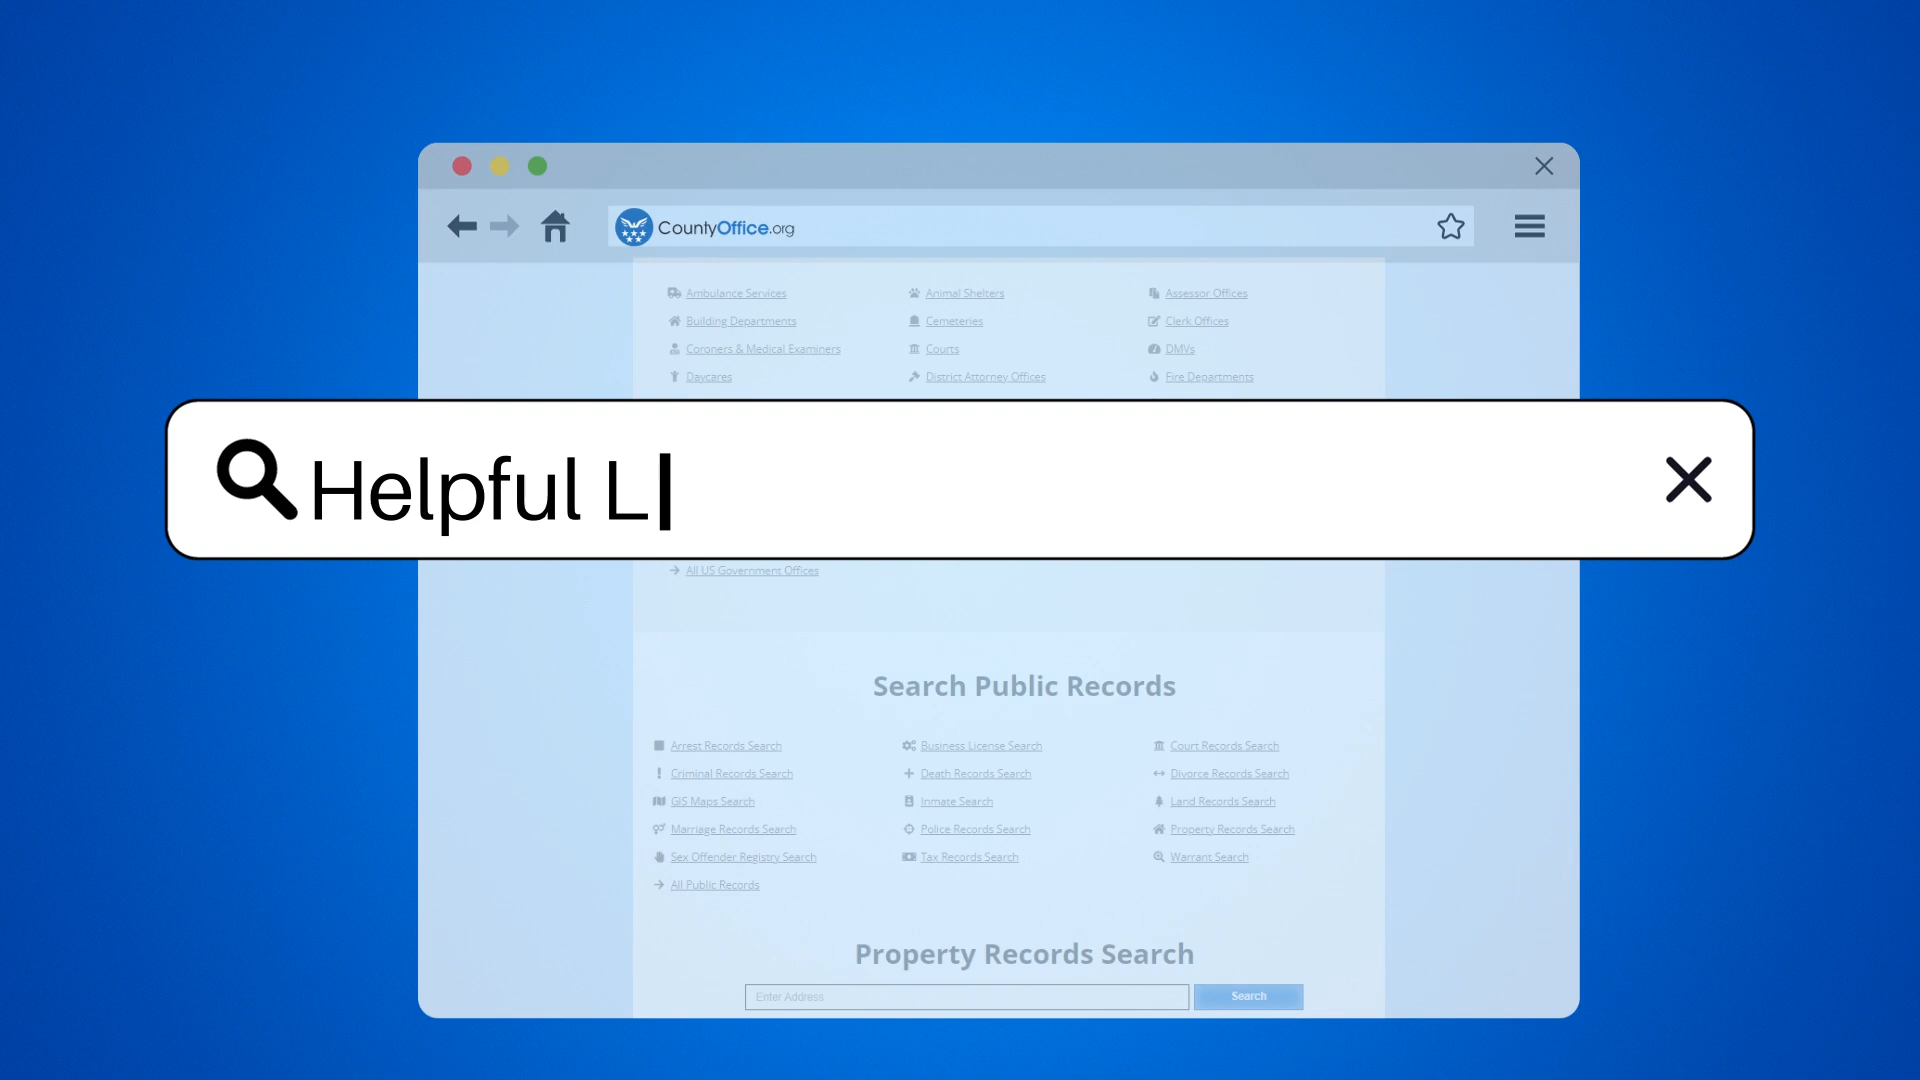 CountyOffice.org
Ambulance Services Animal Shelters Assessor Offices
Building Departments Cemeteries Clerk Offices
Coroners & Medical Examiners Courts DMVs
Daycares District Attorney Offices Fire Departments
Helpful L
All US Government Offices
Search Public Records
Arrest Records Search Business License Search Court Records Search
Criminal Records Search Death Records Search Divorce Records Search
GIS Maps Search Inmate Search Land Records Search
Marriage Records Search Police Records Search Property Records Search
Sex Offender Registry Search Tax Records Search Warrant Search
All Public Records
Property Records Search
Enter Address Search